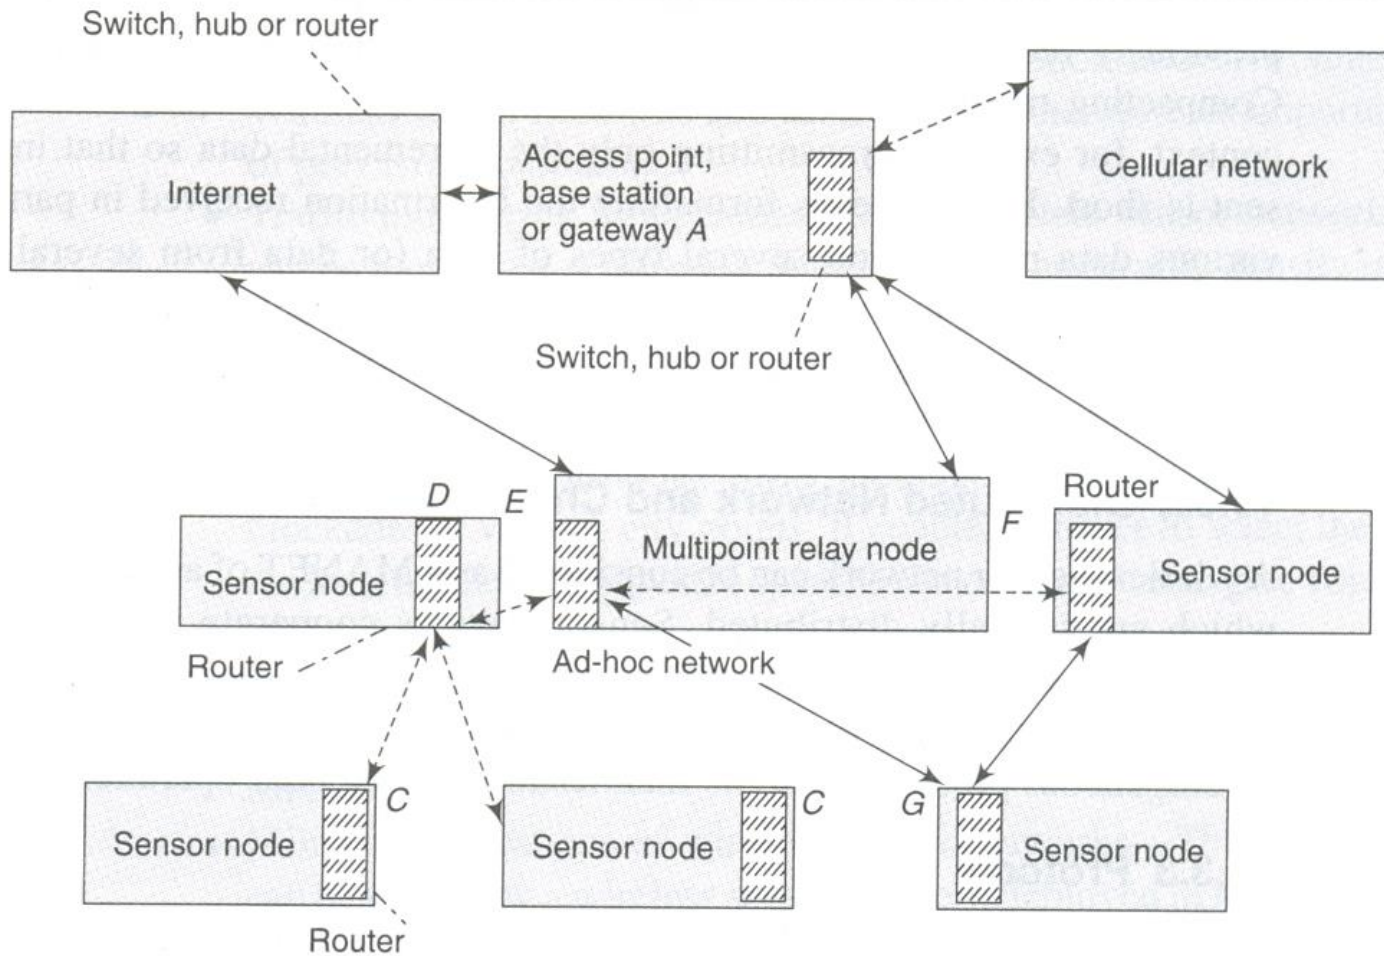 Switch, hub or router
Internet
Access point,
base station
or gateway A
Cellular network
Switch, hub or router
D
E
F
Router
Sensor node
Multipoint relay node
Sensor node
Router
Ad-hoc network
C
C
G
Sensor node
Sensor node
Sensor node
Router